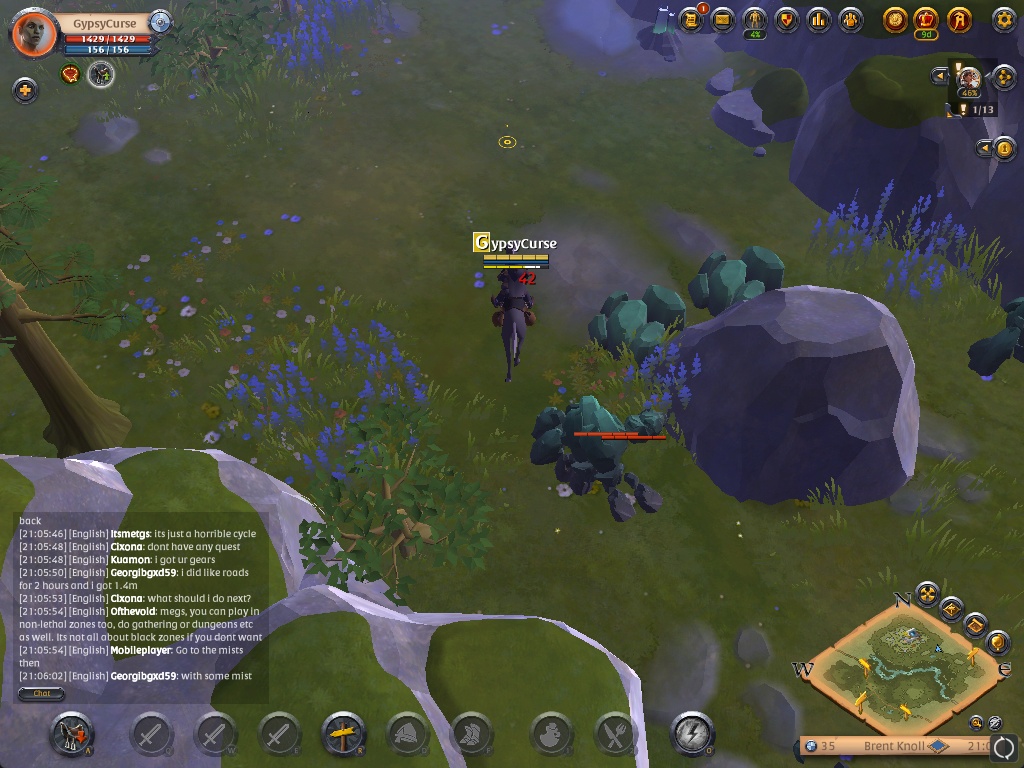 GypsyCurse
1429 / 1429
156 / 156
1
4%
9d
46%
1/13
1
GypsyCurse
42
back
[21:05:46] [English] Itsmetgs: its just a horrible cycle
[21:05:48] [English] Cixona: dont have any quest
[21:05:48] [English] Kuamon: i got ur gears
[21:05:50] [English] Georgibgxd59: i did like roads
for 2 hours and i got 1.4m
[21:05:53] [English] Cixona: what should i do next?
[21:05:54] [English] Ofthevoid: megs, you can play in
non-lethal zones too, do gathering or dungeons etc
as well. Its not all about black zones if you dont want
[21:05:54] [English] Mobileplayer: Go to the mists
then
[21:06:02] [English] Georgibgxd59: with some mist
Chat
N
W
E
A
W
E
R
35
Brent Knoll